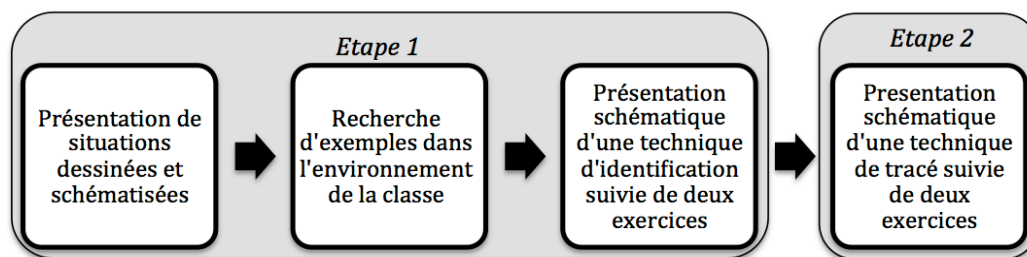 Etape 1
Présentation de
situations
dessinées et
schématisées
Recherche
d'exemples dans
l'environnement
de la classe
Présentation
schématique
d'une technique
d'identification
suivie de deux
exercices
Etape 2
Presentation
schématique
d'une technique
de tracé suivie
de deux
exercices